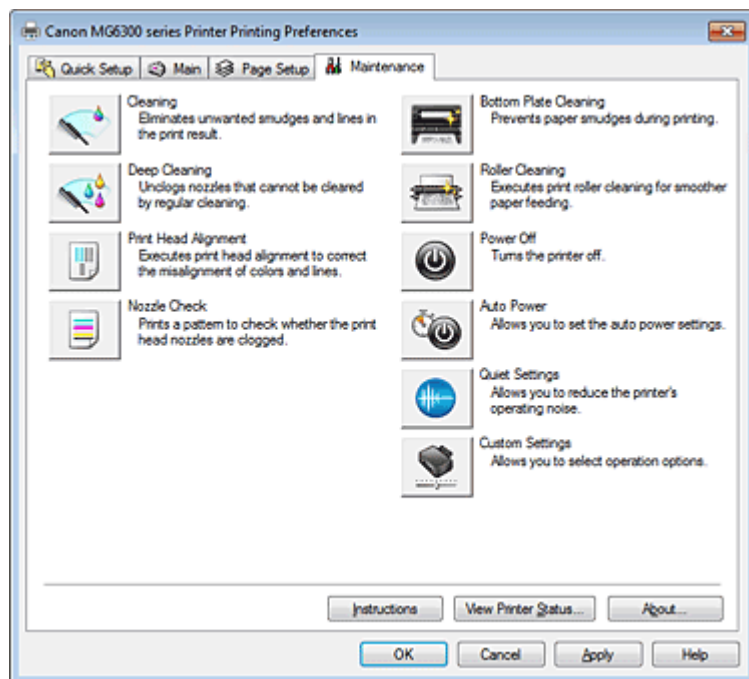 Canon MG6300 series Printer Printing Preferences
Quick Setup
Main
Page Setup
Maintenance
Cleaning
Eliminates unwanted smudges and lines in
the print result.
Deep Cleaning
Unclogs nozzles that cannot be cleared
by regular cleaning.
Print Head Alignment
Executes print head alignment to correct
the misalignment of colors and lines.
Nozzle Check
Prints a pattern to check whether the print
head nozzles are clogged.
Bottom Plate Cleaning
Prevents paper smudges during printing.
Roller Cleaning
Executes print roller cleaning for smoother
paper feeding.
Power Off
Turns the printer off.
Auto Power
Allows you to set the auto power settings.
Quiet Settings
Allows you to reduce the printer's
operating noise.
Custom Settings
Allows you to select operation options.
Instructions
View Printer Status...
About...
OK
Cancel
Apply
Help